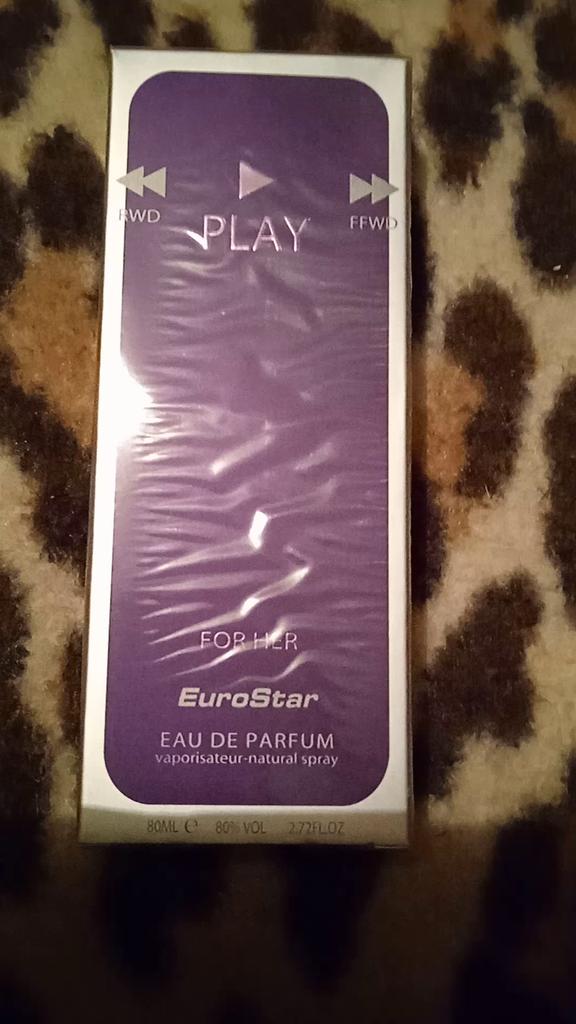 RWD
PLAY
FFWD
FOR HER
EuroStar
EAU DE PARFUM
vaporisateur-natural spray
80ML ℮ 80% VOL 2.72FL.OZ